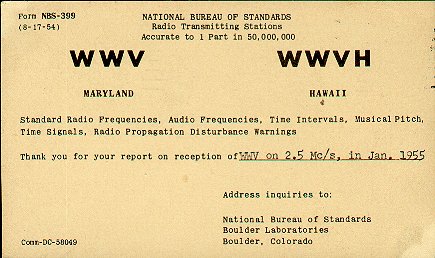 Form NBS-399
(8-17-54)
NATIONAL BUREAU OF STANDARDS
Radio Transmitting Stations
Accurate to 1 Part in 50,000,000
WWV WWVH
MARYLAND HAWAII
Standard Radio Frequencies, Audio Frequencies, Time Intervals, Musical Pitch,
Time Signals, Radio Propagation Disturbance Warnings
Thank you for your report on reception of WWV on 2.5 Mc/s, in Jan. 1955
Address inquiries to:
National Bureau of Standards
Boulder Laboratories
Boulder, Colorado
Comm-DC-58049